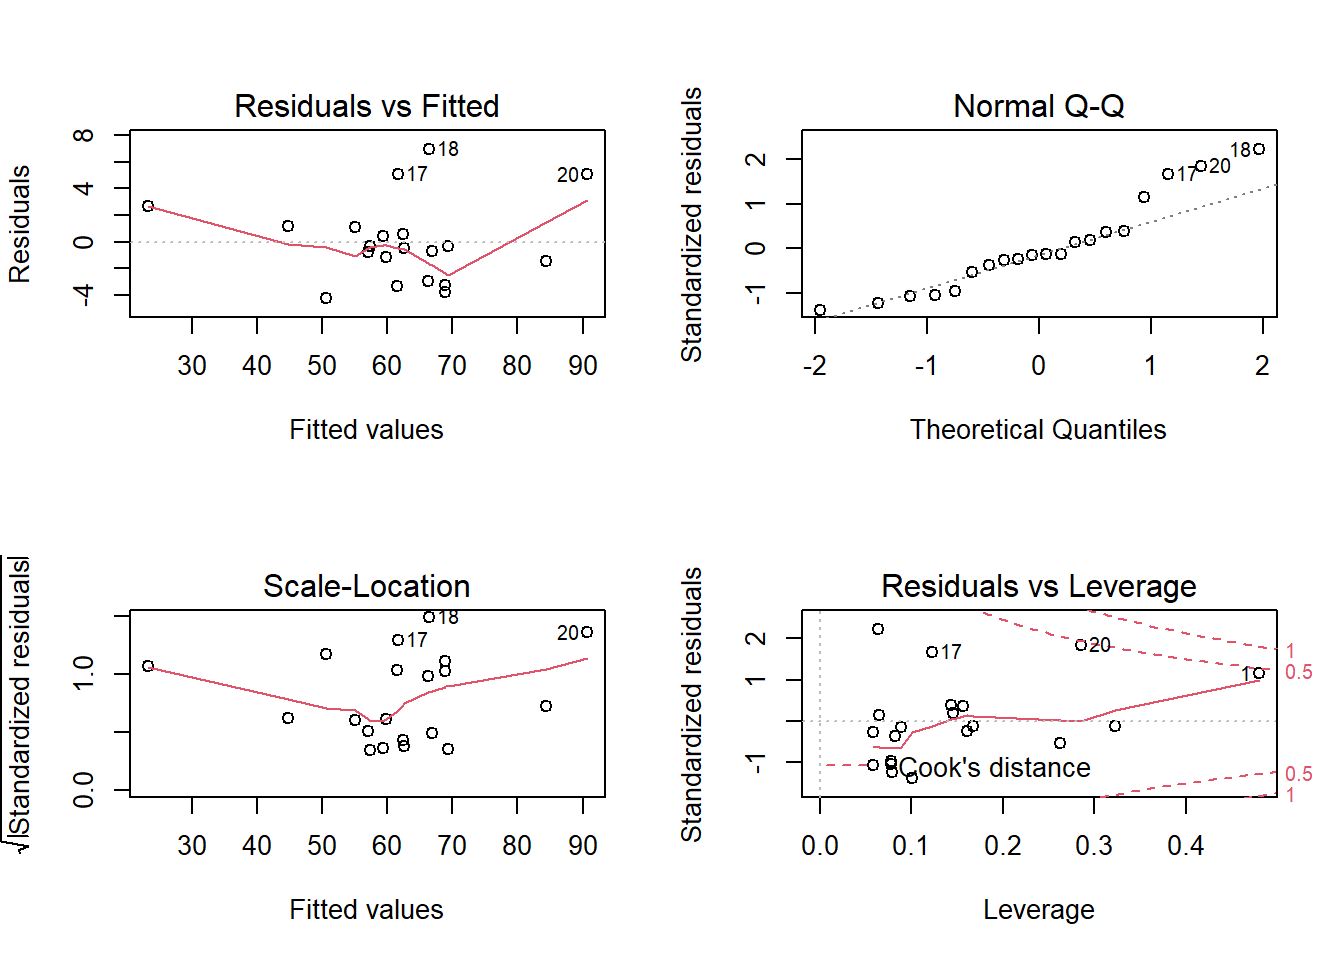 Residuals vs Fitted
Residuals
8
4
0
-4
18
17
20
30 40 50 60 70 80 90
Fitted values
Normal Q-Q
Standardized residuals
2
1
0
-1
18
20
17
-2 -1 0 1 2
Theoretical Quantiles
Scale-Location
√|Standardized residuals|
1.0
0.0
18
17
20
30 40 50 60 70 80 90
Fitted values
Residuals vs Leverage
Standardized residuals
2
1
-1
17
20
1
1
0.5
0.5
1
Cook's distance
0.0 0.1 0.2 0.3 0.4
Leverage